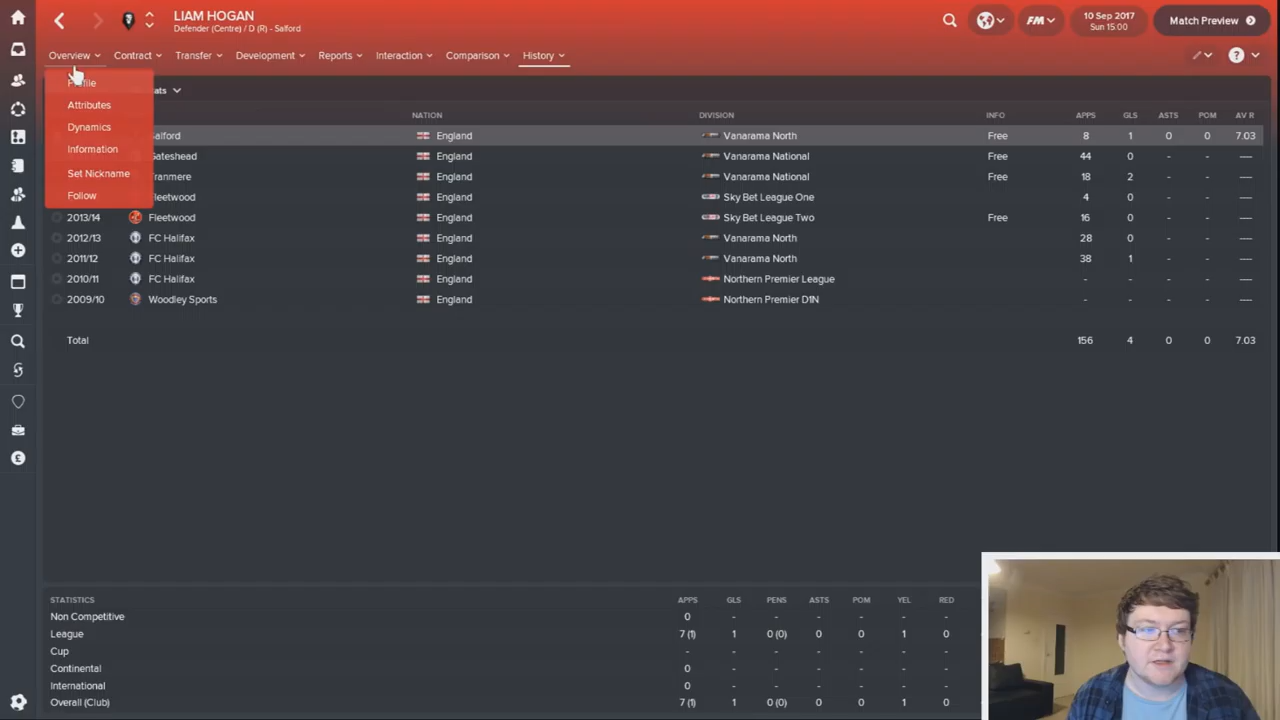 LIAM HOGAN
Defender (Centre) / D (R) - Salford
FM
10 Sep 2017
Sun 15:00
Match Preview
Overview Contract Transfer Development Reports Interaction Comparison History
Profile
Attributes
Dynamics
Information
Set Nickname
Follow
NATION DIVISION INFO APPS GLS ASTS POM AV R
Salford England Vanarama North Free 8 1 0 0 7.03
Gateshead England Vanarama National Free 44 0 - - —
Tranmere England Vanarama National Free 18 2 - - —
Fleetwood England Sky Bet League One 4 0 - - —
2013/14 Fleetwood England Sky Bet League Two Free 16 0 - - —
2012/13 FC Halifax England Vanarama North 28 0 - - —
2011/12 FC Halifax England Vanarama North 38 1 - - —
2010/11 FC Halifax England Northern Premier League - - - - —
2009/10 Woodley Sports England Northern Premier D1N - - - - —
Total 156 4 0 0 7.03
STATISTICS APPS GLS PENS ASTS POM YEL RED
Non Competitive 0 - - - - - -
League 7 (1) 1 0 (0) 0 0 1 0
Cup - - - - - - -
Continental 0 - - - - - -
International 0 - - - - - -
Overall (Club) 7 (1) 1 0 (0) 0 0 1 0